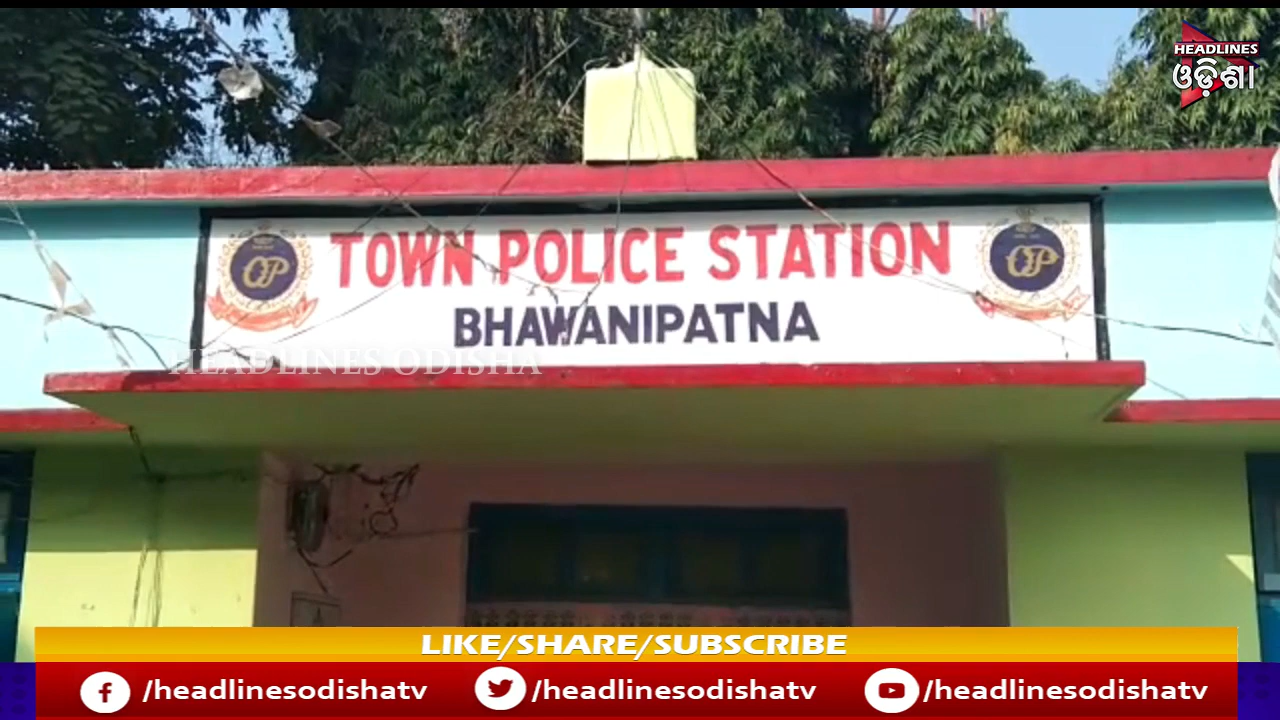 HEADLINES
ଓଡ଼ିଶା
TOWN POLICE STATION
OP
OP
BHAWANIPATNA
HEADLINES ODISHA
LIKE/SHARE/SUBSCRIBE
/headlinesodishatv
/headlinesodishatv
/headlinesodishatv